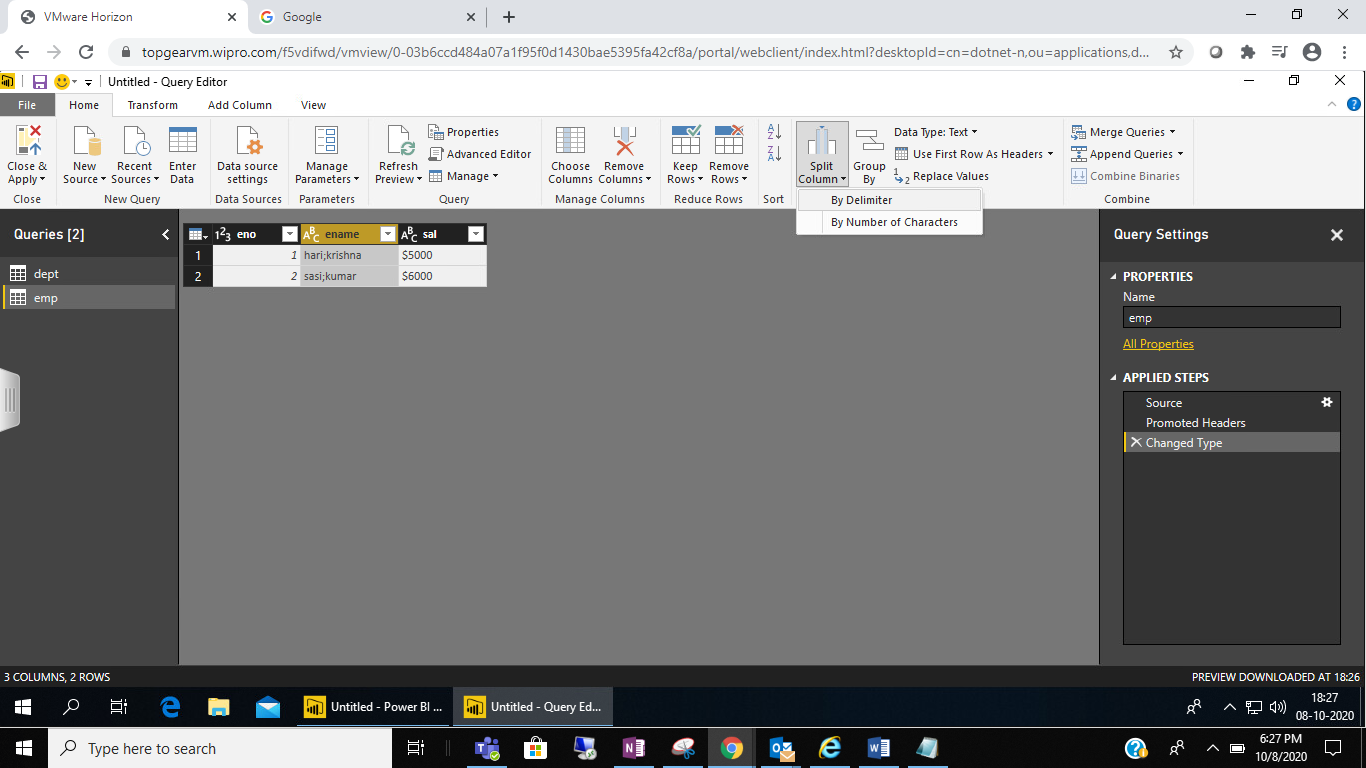 VMware Horizon
Google
topgearvm.wipro.com/f5vdifwd/vmview/0-03b6ccd484a07a1f95f0d1430bae5395fa42cf8a/portal/webclient/index.html?desktopId=cn=dotnet-n,ou=applications,d...
Untitled - Query Editor
File Home Transform Add Column View
Close & Apply
New Source
Recent Sources
Enter Data
Data source settings
Manage Parameters
Refresh Preview
Properties
Advanced Editor
Manage
Choose Columns
Remove Columns
Keep Rows
Remove Rows
Split Column
Group By
Data Type: Text
Use First Row As Headers
Replace Values
Merge Queries
Append Queries
Combine Binaries
Close New Query Data Sources Parameters Query Manage Columns Reduce Rows Sort Combine
By Delimiter
By Number of Characters
Queries [2]
dept
emp
1 2 3 eno A B C ename A B C sal
1 1 hari;krishna $5000
2 2 sasi;kumar $6000
Query Settings
PROPERTIES
Name
emp
All Properties
APPLIED STEPS
Source
Promoted Headers
Changed Type
3 COLUMNS, 2 ROWS PREVIEW DOWNLOADED AT 18:26
Untitled - Power BI ...
Untitled - Query Ed...
18:27
08-10-2020
Type here to search
6:27 PM
10/8/2020